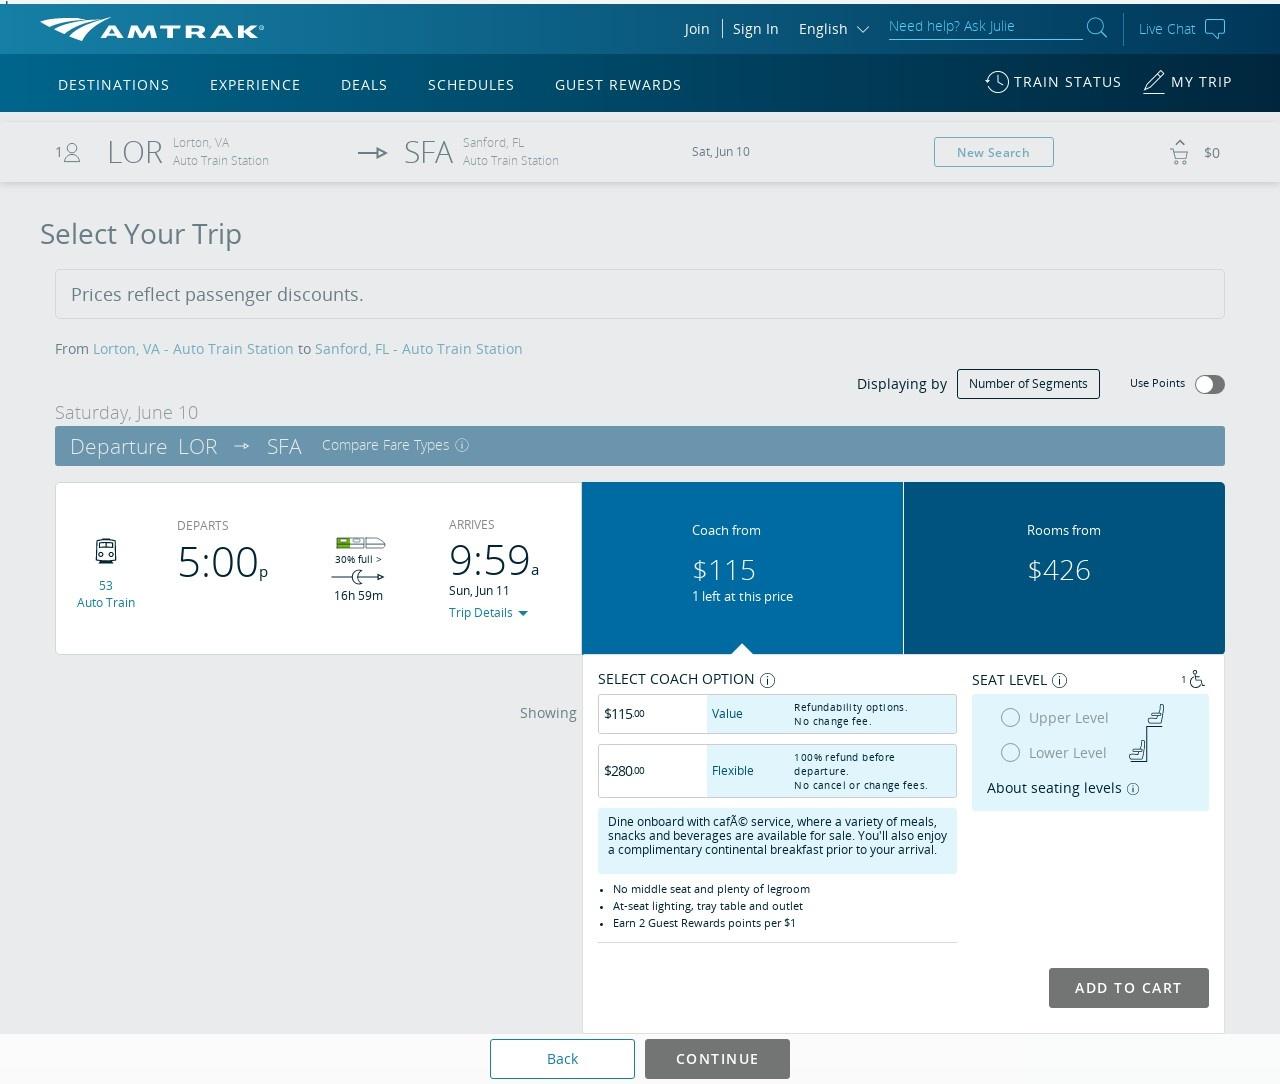 AMTRAK
Join
Sign In
English
Need help? Ask Julie
Live Chat
DESTINATIONS
EXPERIENCE
DEALS
SCHEDULES
GUEST REWARDS
TRAIN STATUS
MY TRIP
1
LOR
Lorton, VA
Auto Train Station
SFA
Sanford, FL
Auto Train Station
Sat, Jun 10
New Search
$0
Select Your Trip
Prices reflect passenger discounts.
From Lorton, VA - Auto Train Station to Sanford, FL - Auto Train Station
Displaying by
Number of Segments
Use Points
Saturday, June 10
Departure LOR SFA
Compare Fare Types
53
Auto Train
DEPARTS
5:00p
30% full >
16h 59m
ARRIVES
9:59a
Sun, Jun 11
Trip Details
Coach from
$115
1 left at this price
Rooms from
$426
Showing
SELECT COACH OPTION
$115.00
Value
Refundability options.
No change fee.
$280.00
Flexible
100% refund before
departure.
No cancel or change fees.
Dine onboard with cafÃ© service, where a variety of meals,
snacks and beverages are available for sale. You'll also enjoy
a complimentary continental breakfast prior to your arrival.
• No middle seat and plenty of legroom
• At-seat lighting, tray table and outlet
• Earn 2 Guest Rewards points per $1
SEAT LEVEL
1
Upper Level
Lower Level
About seating levels
ADD TO CART
Back
CONTINUE